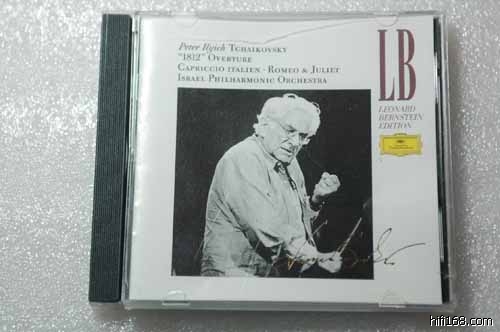 Peter Ilyich TCHAIKOVSKY
"1812" OVERTURE
CAPRICCIO ITALIEN · ROMEO & JULIET
ISRAEL PHILHARMONIC ORCHESTRA
LB
LEONARD
BERNSTEIN
EDITION
hifi168.com